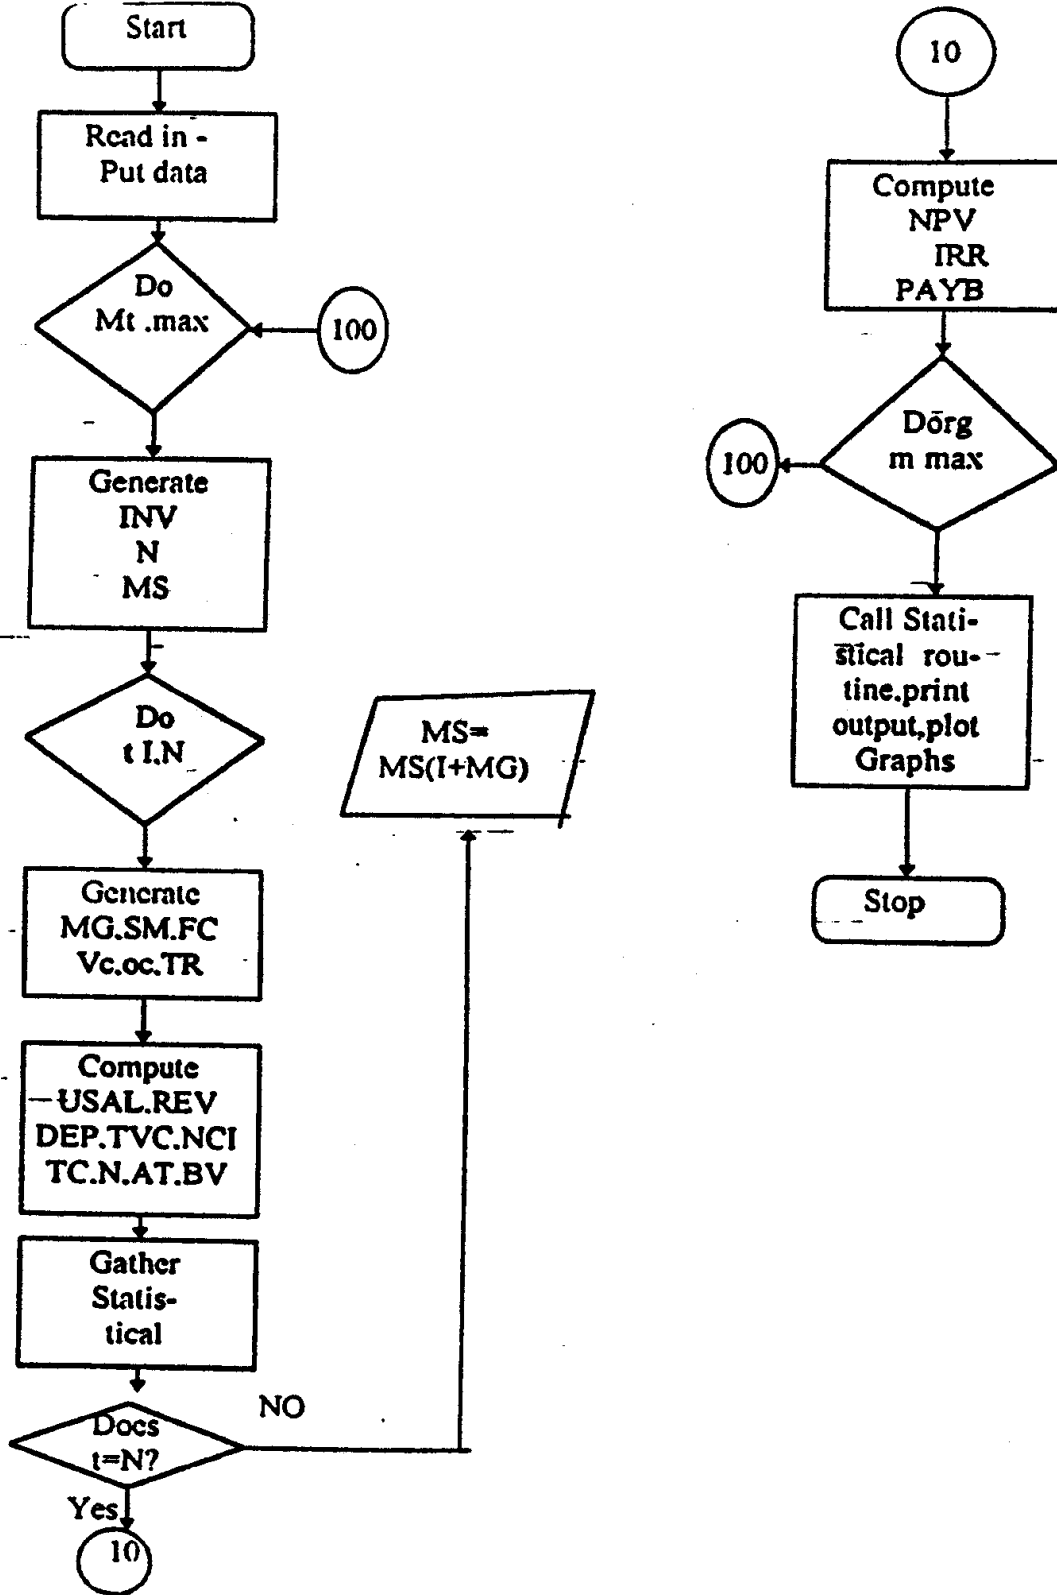 Start
Read in -
Put data
Do
Mt .max
100
Generate
INV
N
MS
Do
t I,N
MS=
MS(I+MG)
Generate
MG.SM.FC
Vc.oc.TR
Compute
USAL.REV
DEP.TVC.NCI
TC.N.AT.BV
Gather
Statis-
tical
NO
Does
t=N?
Yes
10
10
Compute
NPV
IRR
PAYB
Dōrg
m max
100
Call Stati-
stical rou-
tine.print
output,plot
Graphs
Stop